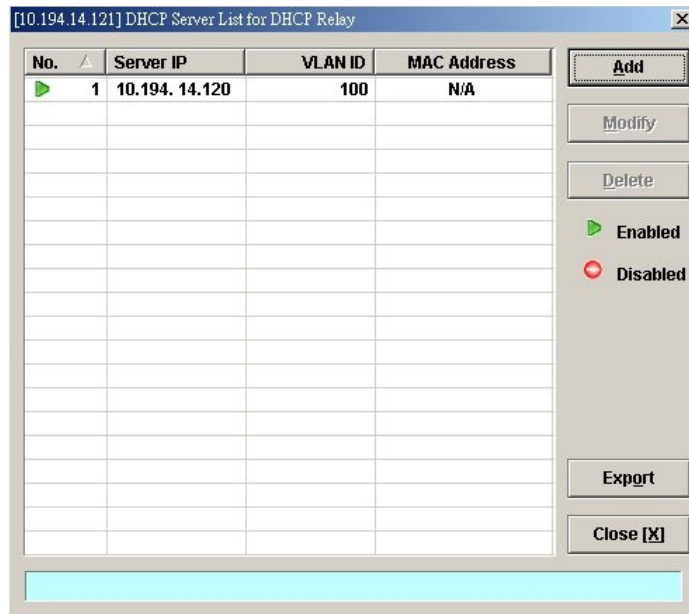 [10.194.14.121] DHCP Server List for DHCP Relay
No. Server IP VLAN ID MAC Address
1 10.194. 14.120 100 N/A
Add
Modify
Delete
Enabled
Disabled
Export
Close [X]